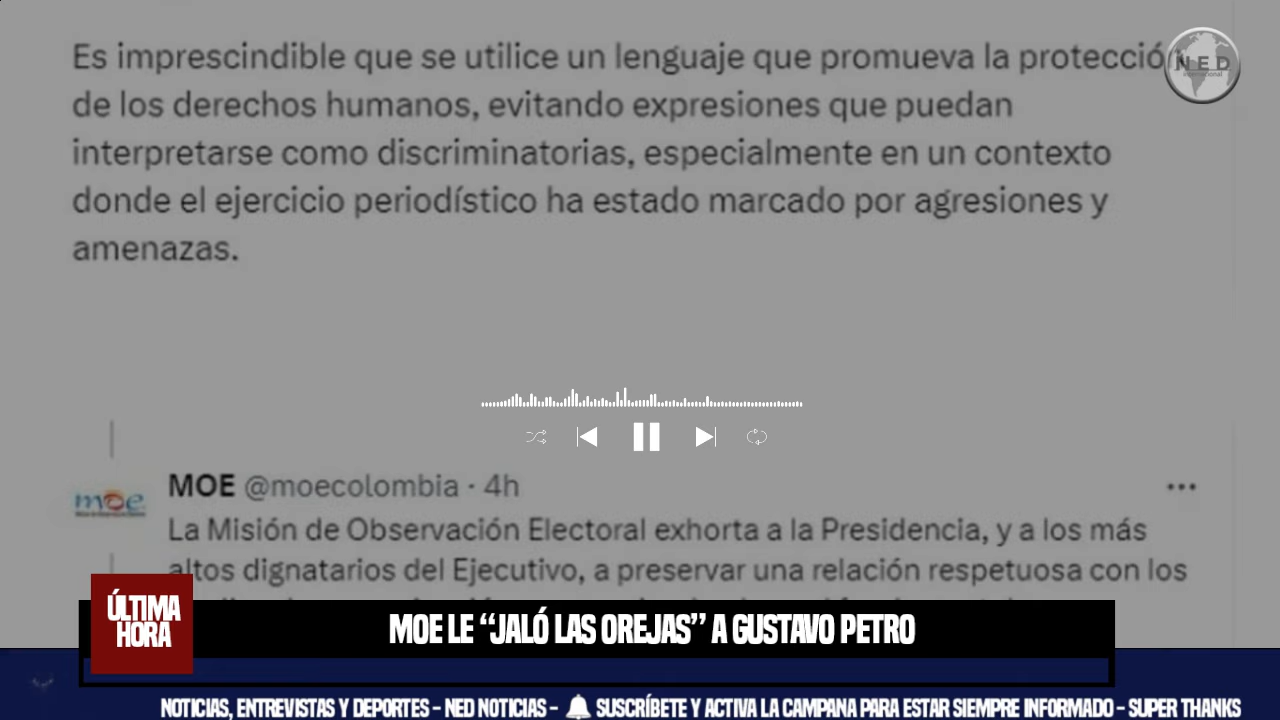 Es imprescindible que se utilice un lenguaje que promueva la protección
NED
internacional
de los derechos humanos, evitando expresiones que puedan
interpretarse como discriminatorias, especialmente en un contexto
donde el ejercicio periodístico ha estado marcado por agresiones y
amenazas.
moe
MOE @moecolombia · 4h
La Misión de Observación Electoral exhorta a la Presidencia, y a los más
altos dignatarios del Ejecutivo, a preservar una relación respetuosa con los
ÚLTIMA
HORA
MOE LE “JALÓ LAS OREJAS” A GUSTAVO PETRO
NOTICIAS, ENTREVISTAS Y DEPORTES - NED NOTICIAS - 🔔 SUSCRÍBETE Y ACTIVA LA CAMPANA PARA ESTAR SIEMPRE INFORMADO - SUPER THANKS